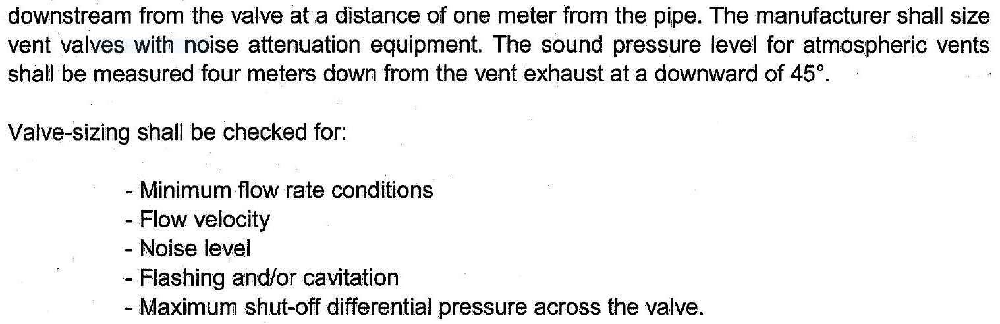 downstream from the valve at a distance of one meter from the pipe. The manufacturer shall size
vent valves with noise attenuation equipment. The sound pressure level for atmospheric vents
shall be measured four meters down from the vent exhaust at a downward of 45°.
Valve-sizing shall be checked for:
- Minimum flow rate conditions
- Flow velocity
- Noise level
- Flashing and/or cavitation
- Maximum shut-off differential pressure across the valve.